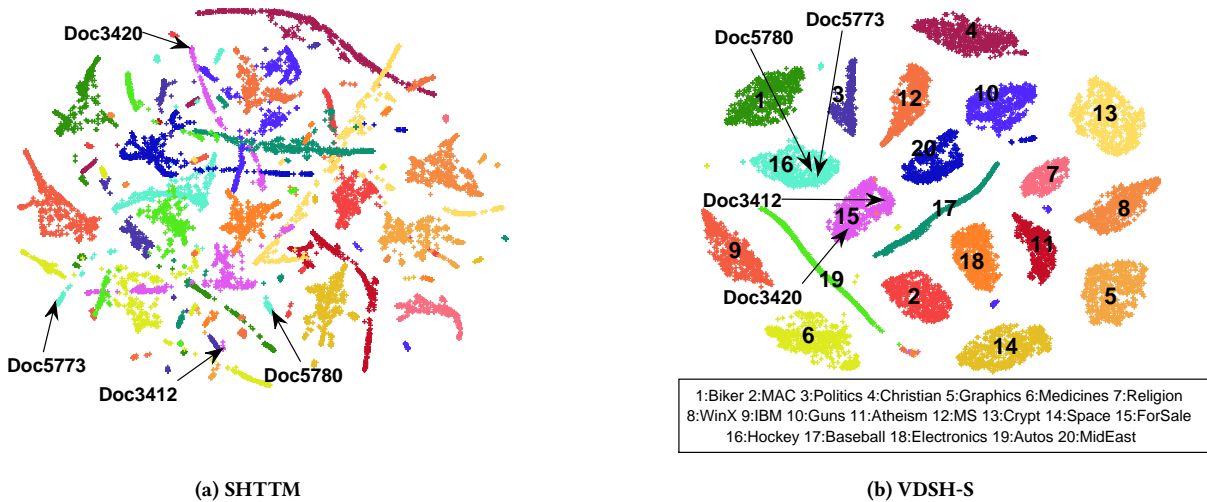 Doc3420
Doc5773
Doc3412
Doc5780
(a) SHTTM
Doc5773
Doc5780
4
1
3
12
10
13
16
20
7
Doc3412
15
17
8
9
11
18
19
Doc3420
2
5
6
14
1:Biker 2:MAC 3:Politics 4:Christian 5:Graphics 6:Medicines 7:Religion
8:WinX 9:IBM 10:Guns 11:Atheism 12:MS 13:Crypt 14:Space 15:ForSale
16:Hockey 17:Baseball 18:Electronics 19:Autos 20:MidEast
(b) VDSH-S